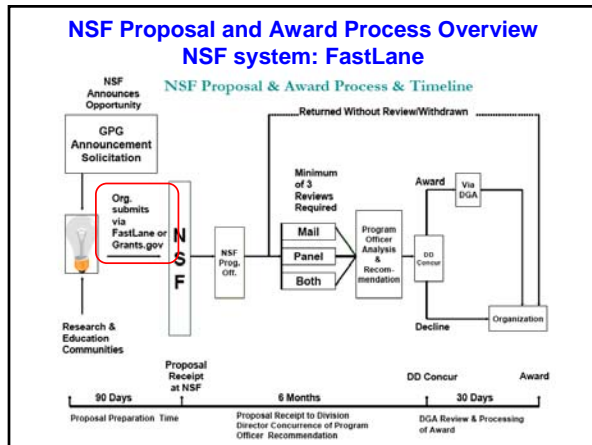 NSF Proposal and Award Process Overview
NSF system: FastLane
NSF Proposal & Award Process & Timeline
NSF
Announces
Opportunity
GPG
Announcement
Solicitation
Org.
submits
via
FastLane or
Grants.gov
Research &
Education
Communities
N
S
F
NSF
Prog.
Off.
Returned Without Review/Withdrawn
Minimum
of 3
Reviews
Required
Mail
Panel
Both
Program
Officer
Analysis
&
Recom-
mendation
DD
Concur
Award
Via
DGA
Decline
Organization
Proposal
Receipt
at NSF
DD Concur
Award
90 Days
6 Months
30 Days
Proposal Preparation Time
Proposal Receipt to Division
Director Concurrence of Program
Officer Recommendation
DGA Review & Processing
of Award